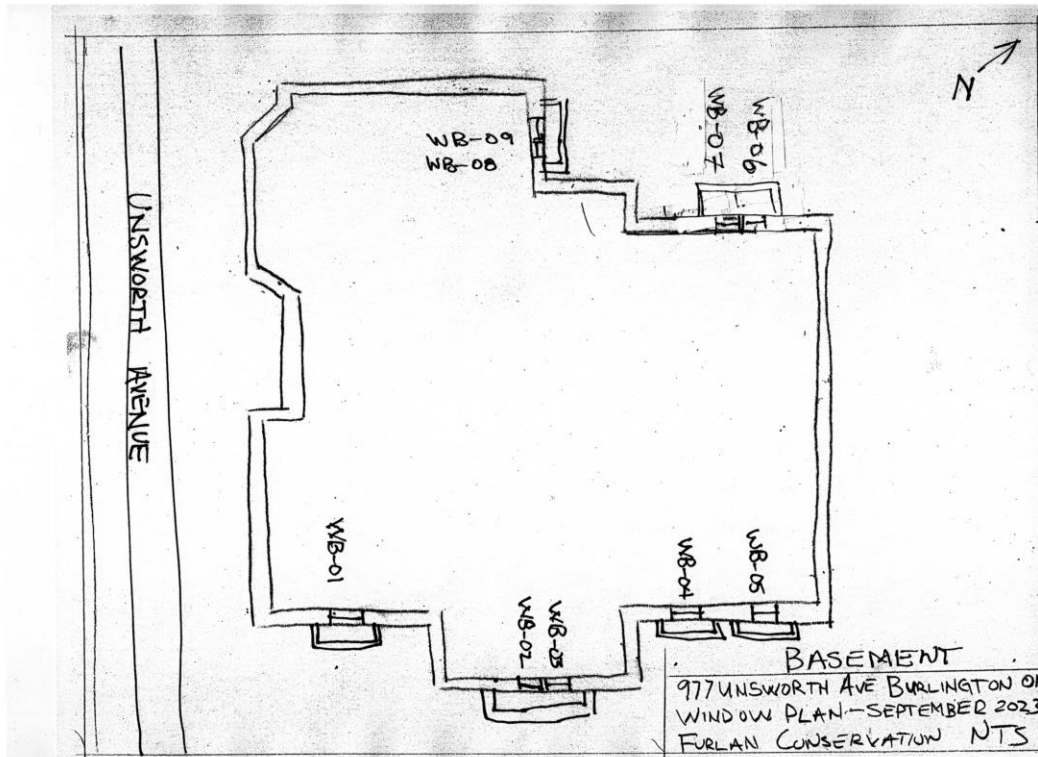 N
WB-09
WB-08
WB-07
WB-06
UNSWORTH AVENUE
WB-01
WB-02
WB-03
WB-04
WB-05
BASEMENT
977 UNSWORTH AVE BURLINGTON
WINDOW PLAN - SEPTEMBER 2023
FURLAN CONSERVATION NTS